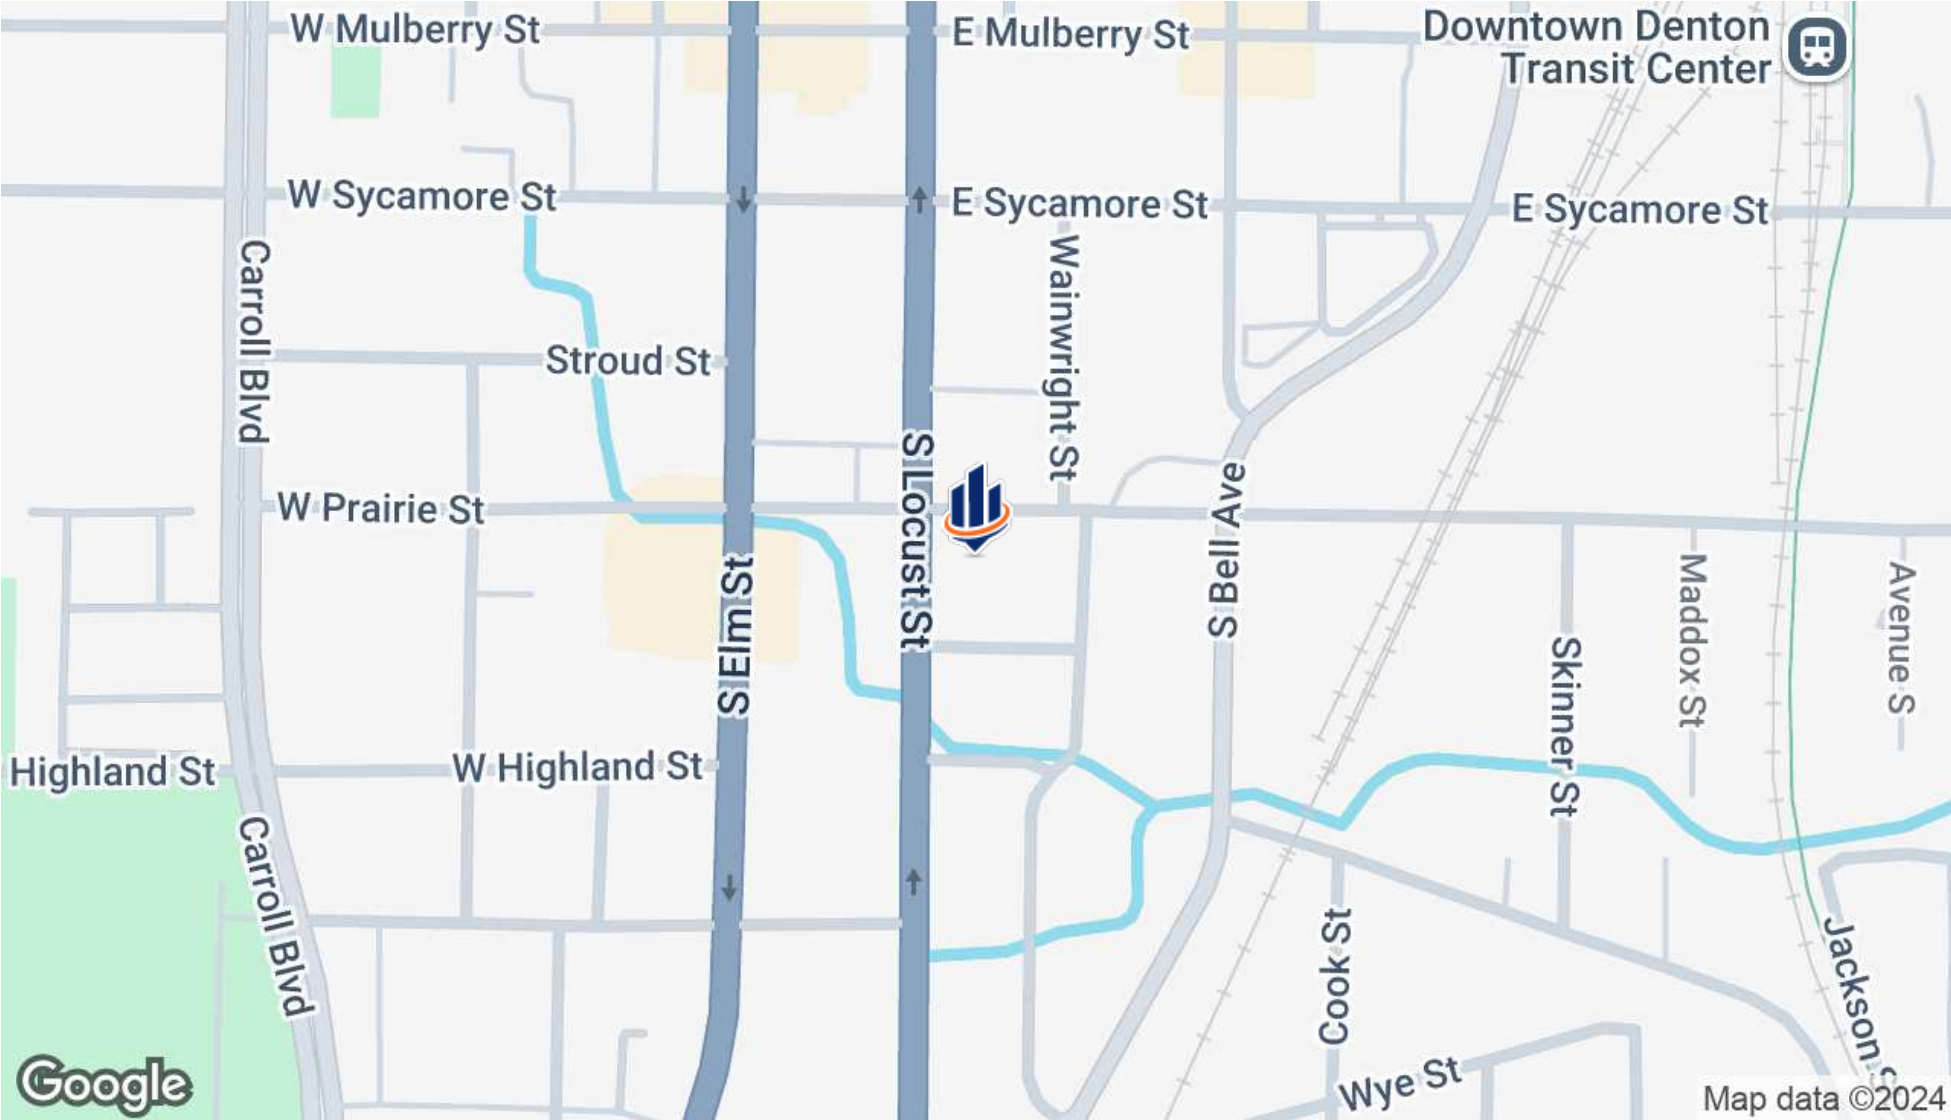 W Mulberry St
E Mulberry St
Downtown Denton
Transit Center
W Sycamore St
E Sycamore St
E Sycamore St
Carroll Blvd
Wainwright St
Stroud St
S Locust St
W Prairie St
S Bell Ave
S Elm St
Maddox St
Avenue S
Skinner St
Highland St
W Highland St
Carroll Blvd
Cook St
Jackson S
Wye St
Google
Map data ©2024